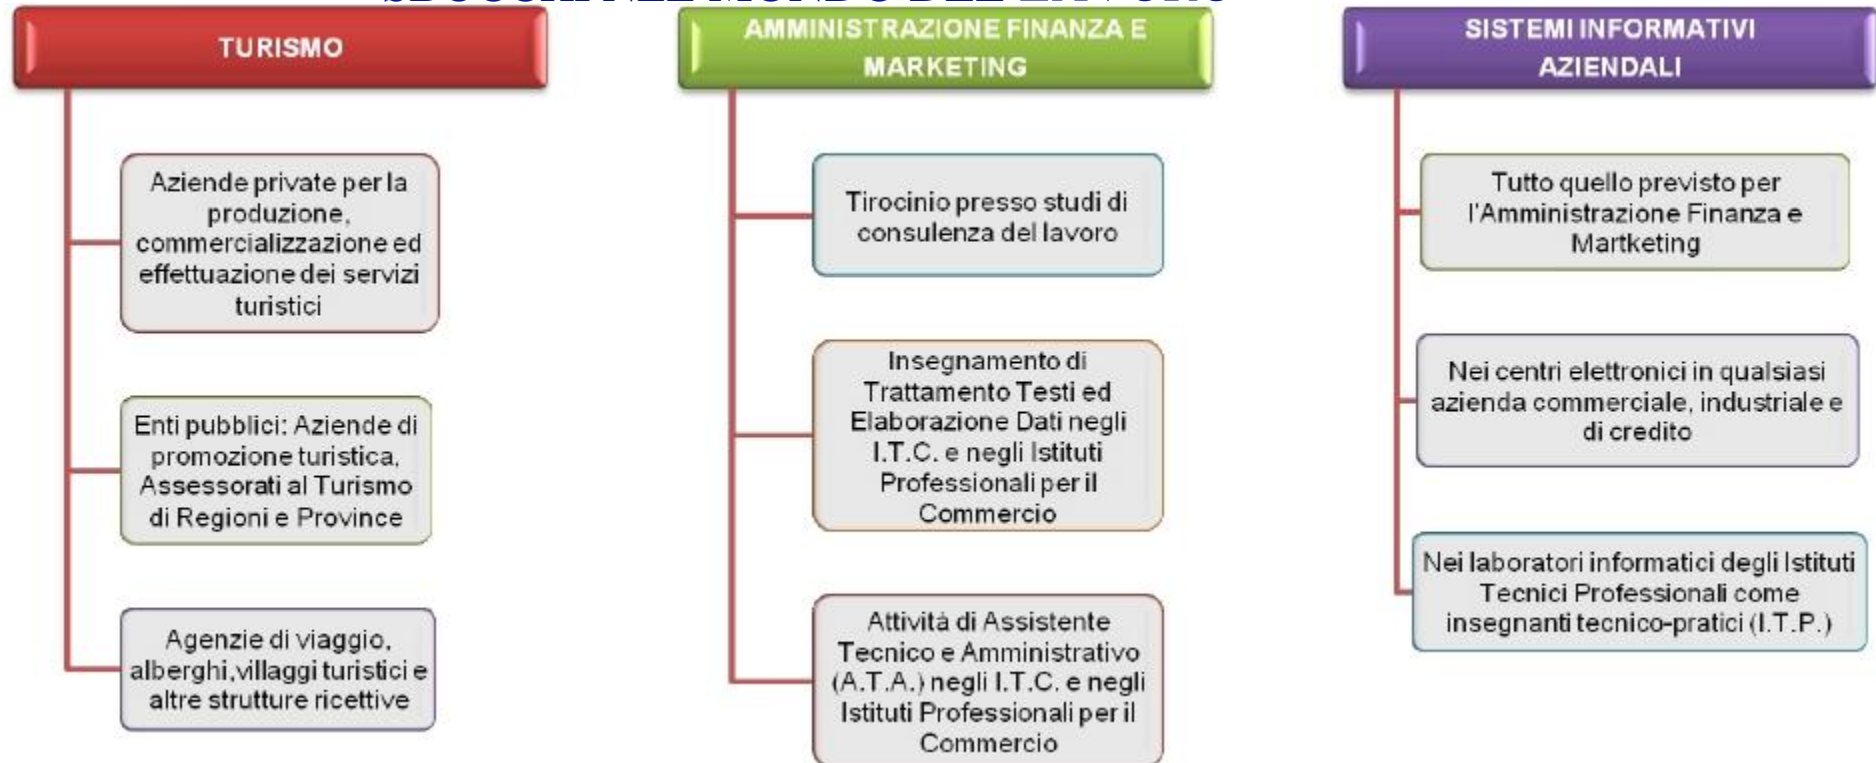 SBOCCHI NEL MONDO DEL LAVORO
TURISMO
Aziende private per la
produzione,
commercializzazione ed
effettuazione dei servizi
turistici
Enti pubblici: Aziende di
promozione turistica,
Assessorati al Turismo
di Regioni e Province
Agenzie di viaggio,
alberghi,villaggi turistici e
altre strutture ricettive
AMMINISTRAZIONE FINANZA E
MARKETING
Tirocinio presso studi di
consulenza del lavoro
Insegnamento di
Trattamento Testi ed
Elaborazione Dati negli
I.T.C. e negli Istituti
Professionali per il
Commercio
Attività di Assistente
Tecnico e Amministrativo
(A.T.A.) negli I.T.C. e negli
Istituti Professionali per il
Commercio
SISTEMI INFORMATIVI
AZIENDALI
Tutto quello previsto per
l'Amministrazione Finanza e
Martketing
Nei centri elettronici in qualsiasi
azienda commerciale, industriale e
di credito
Nei laboratori informatici degli Istituti
Tecnici Professionali come
insegnanti tecnico-pratici (I.T.P.)